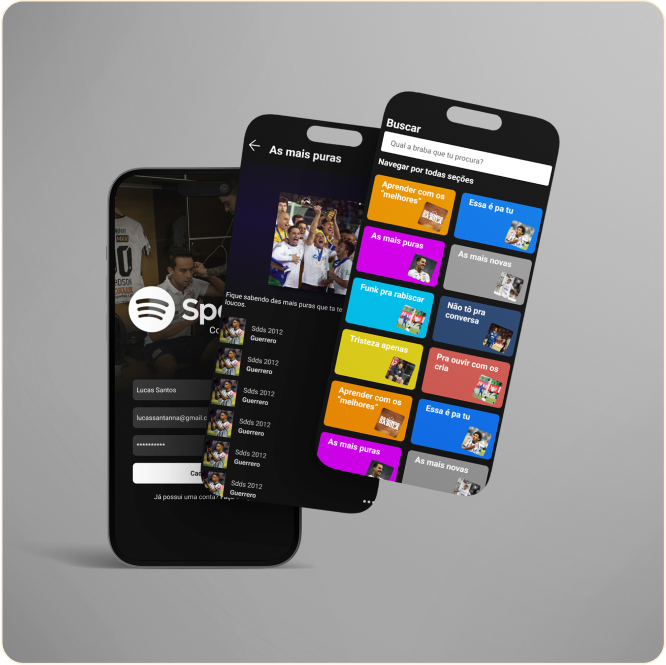 Spo
Co
Lucas Santos
lucassantanna@gmail.c
**********
Cad
Já possui uma conta?
As mais puras
Fique sabendo das mais puras que ta te
loucos.
Sdds 2012
Guerrero
Sdds 2012
Guerrero
Sdds 2012
Guerrero
Sdds 2012
Guerrero
Sdds 2012
Guerrero
Sdds 2012
Guerrero
Buscar
Qual a braba que tu procura?
Navegar por todas seções
Aprender com os
"melhores"
Essa é pa tu
As mais puras
As mais novas
Funk pra rabiscar
Não tô pra
conversa
Tristeza apenas
Pra ouvir com os
cria
Aprender com os
"melhores"
Essa é pa tu
As mais puras
As mais novas